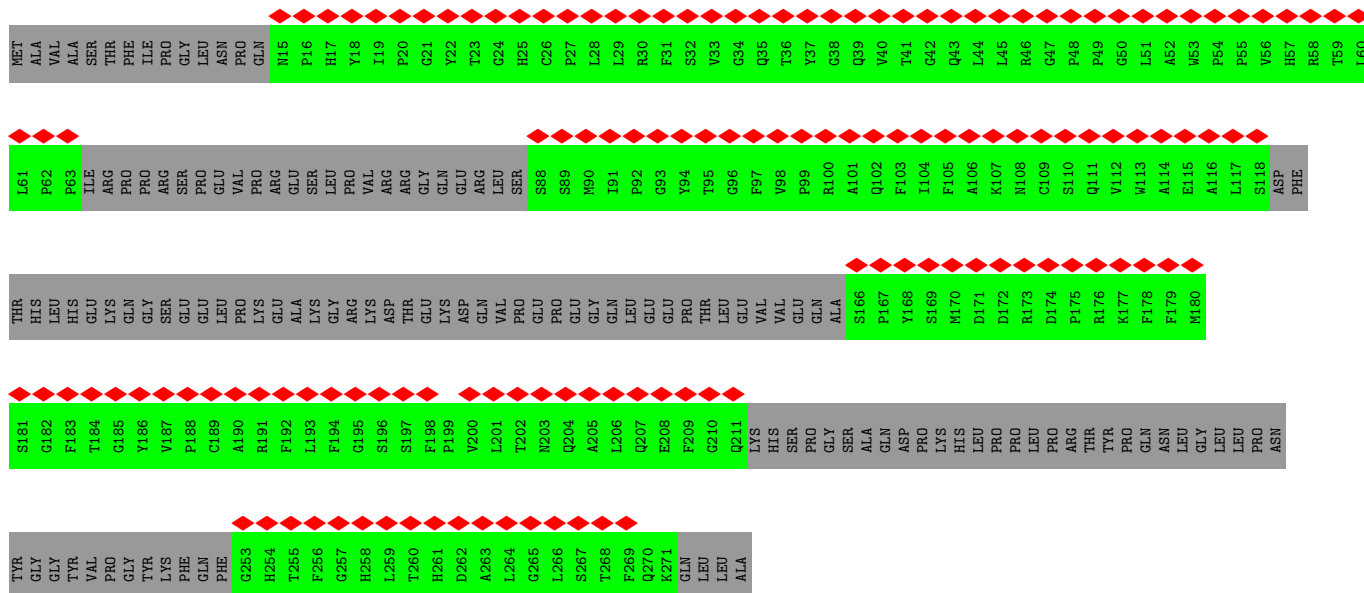 MET ALA VAL ALA SER THR PHE ILE PRO GLY LEU ASN PRO GLN N15 P16 H17 Y18 I19 P20 G21 Y22 T23 G24 H25 C26 P27 L28 L29 R30 F31 S32 V33 G34 Q35 T36 Y37 G38 Q39 V40 T41 G42 Q43 L44 L45 R46 G47 P48 P49 G50 L51 A52 W53 P54 P55 V56 H57 R58 T59 L60
L61 P62 P63 ILE ARG PRO PRO ARG SER PRO GLU VAL PRO ARG GLU SER LEU PRO VAL ARG ARG GLY GLN GLU ARG LEU SER S88 S89 M90 I91 P92 G93 Y94 T95 G96 F97 V98 P99 R100 A101 Q102 F103 I104 F105 A106 K107 N108 C109 S110 Q111 V112 W113 A114 E115 A116 L117 S118 ASP PHE
THR HIS LEU HIS GLU LYS GLN GLY SER GLU GLU LEU PRO LYS GLU ALA LYS GLY ARG LYS ASP THR GLU LYS ASP GLN VAL PRO GLU PRO GLU GLY GLN LEU GLU GLU PRO THR LEU GLU VAL VAL GLU GLN ALA S166 P167 Y168 S169 M170 D171 D172 R173 D174 P175 R176 K177 F178 F179 M180
S181 G182 F183 T184 G185 Y186 V187 P188 C189 A190 R191 F192 L193 F194 G195 S196 S197 F198 P199 V200 L201 T202 N203 Q204 A205 L206 Q207 E208 F209 G210 Q211 LYS HIS SER PRO GLY SER ALA GLN ASP PRO LYS HIS LEU PRO PRO LEU PRO ARG THR TYR PRO GLN ASN LEU GLY LEU LEU PRO ASN
TYR GLY GLY TYR VAL PRO GLY TYR LYS PHE GLN PHE G253 H254 T255 F256 G257 H258 L259 T260 H261 D262 A263 L264 G265 L266 S267 T268 F269 Q270 K271 GLN LEU LEU ALA